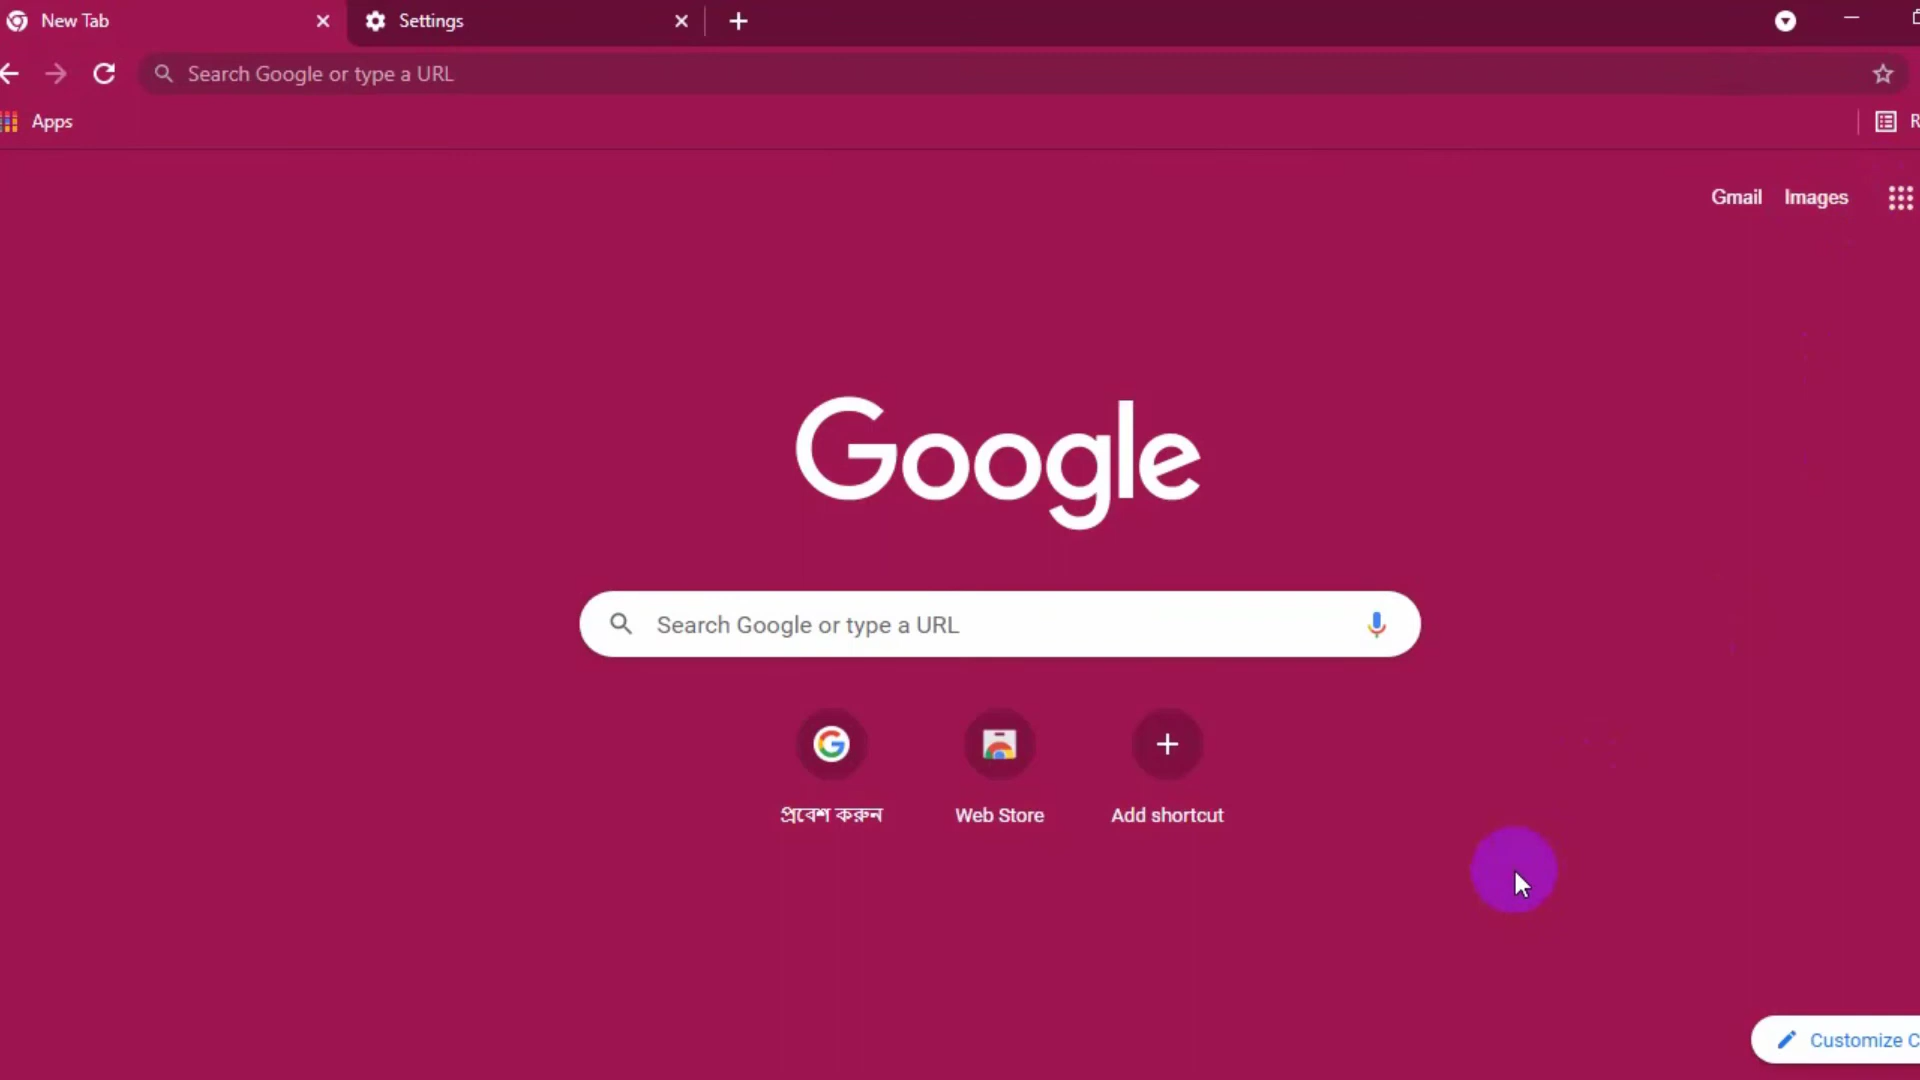 New Tab
Settings
Search Google or type a URL
Apps
Gmail Images
Google
Search Google or type a URL
প্রবেশ করুন
Web Store
Add shortcut
Customize